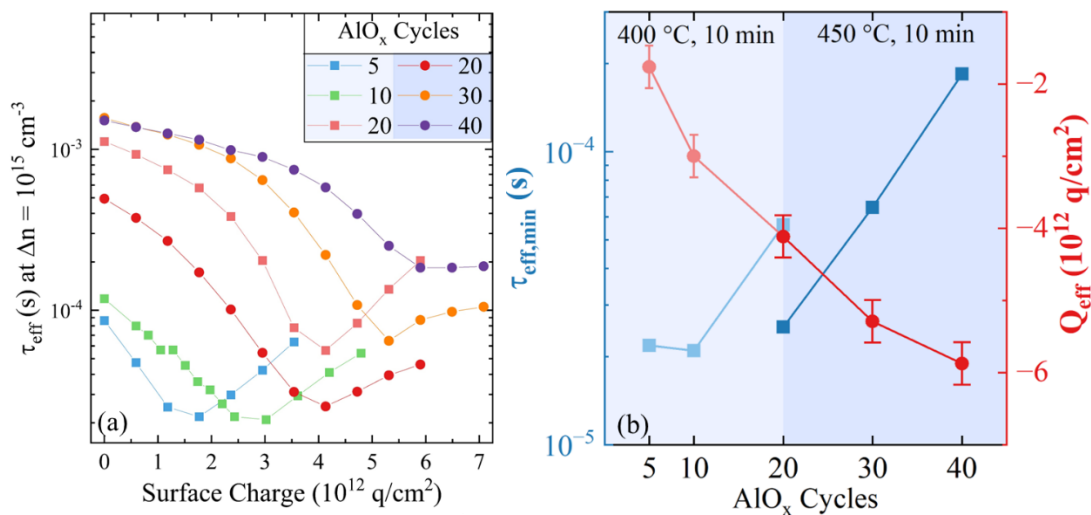 τeff (s) at Δn = 10^15 cm^-3
10^-3
10^-4
AlOx Cycles
5 20
10 30
20 40
(a)
0 1 2 3 4 5 6 7
Surface Charge (10^12 q/cm^2)
400 °C, 10 min 450 °C, 10 min
τeff,min (s)
10^-4
10^-5
(b)
5 10 20 30 40
AlOx Cycles
−2
−4
−6
Qeff (10^12 q/cm^2)